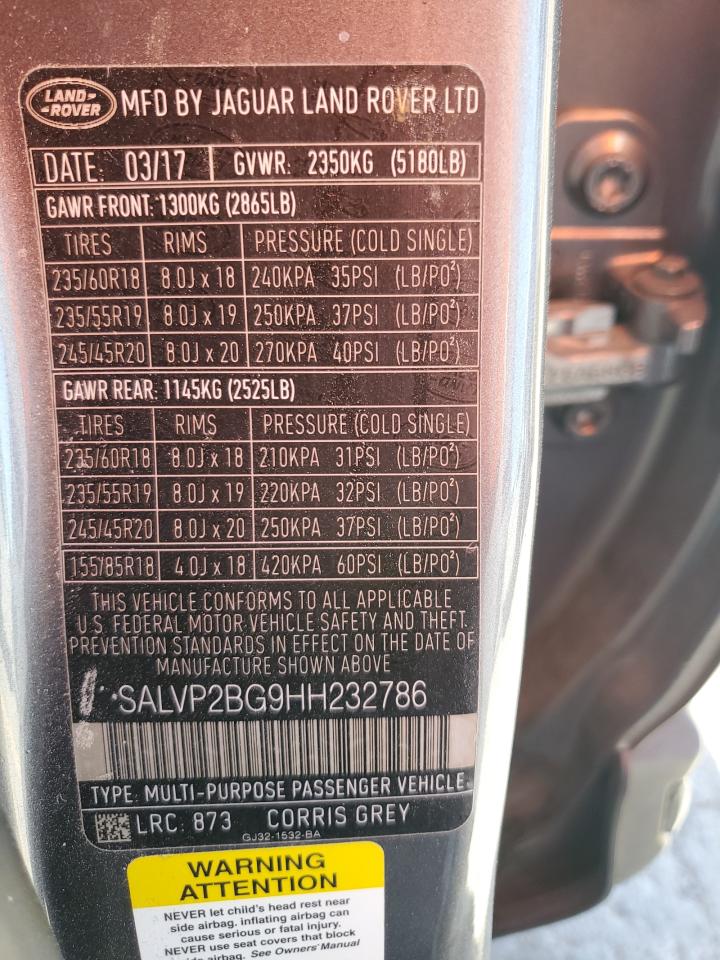 LAND-
-ROVER
MFD BY JAGUAR LAND ROVER LTD
DATE: 03/17 GVWR: 2350KG (5180LB)
GAWR FRONT: 1300KG (2865LB)
TIRES RIMS PRESSURE (COLD SINGLE)
235/60R18 8.0J x 18 240KPA 35PSI (LB/PO²)
235/55R19 8.0J x 19 250KPA 37PSI (LB/PO²)
245/45R20 8.0J x 20 270KPA 40PSI (LB/PO²)
GAWR REAR: 1145KG (2525LB)
TIRES RIMS PRESSURE (COLD SINGLE)
235/60R18 8.0J x 18 210KPA 31PSI (LB/PO²)
235/55R19 8.0J x 19 220KPA 32PSI (LB/PO²)
245/45R20 8.0J x 20 250KPA 37PSI (LB/PO²)
155/85R18 4.0J x 18 420KPA 60PSI (LB/PO²)
THIS VEHICLE CONFORMS TO ALL APPLICABLE
U.S. FEDERAL MOTOR VEHICLE SAFETY AND THEFT
PREVENTION STANDARDS IN EFFECT ON THE DATE OF
MANUFACTURE SHOWN ABOVE
SALVP2BG9HH232786
TYPE: MULTI-PURPOSE PASSENGER VEHICLE
LRC: 873 CORRIS GREY
GJ32-1532-BA
WARNING
ATTENTION
NEVER let child's head rest near
side airbag. inflating airbag can
cause serious or fatal injury.
NEVER use seat covers that block
side airbag. See Owners' Manual